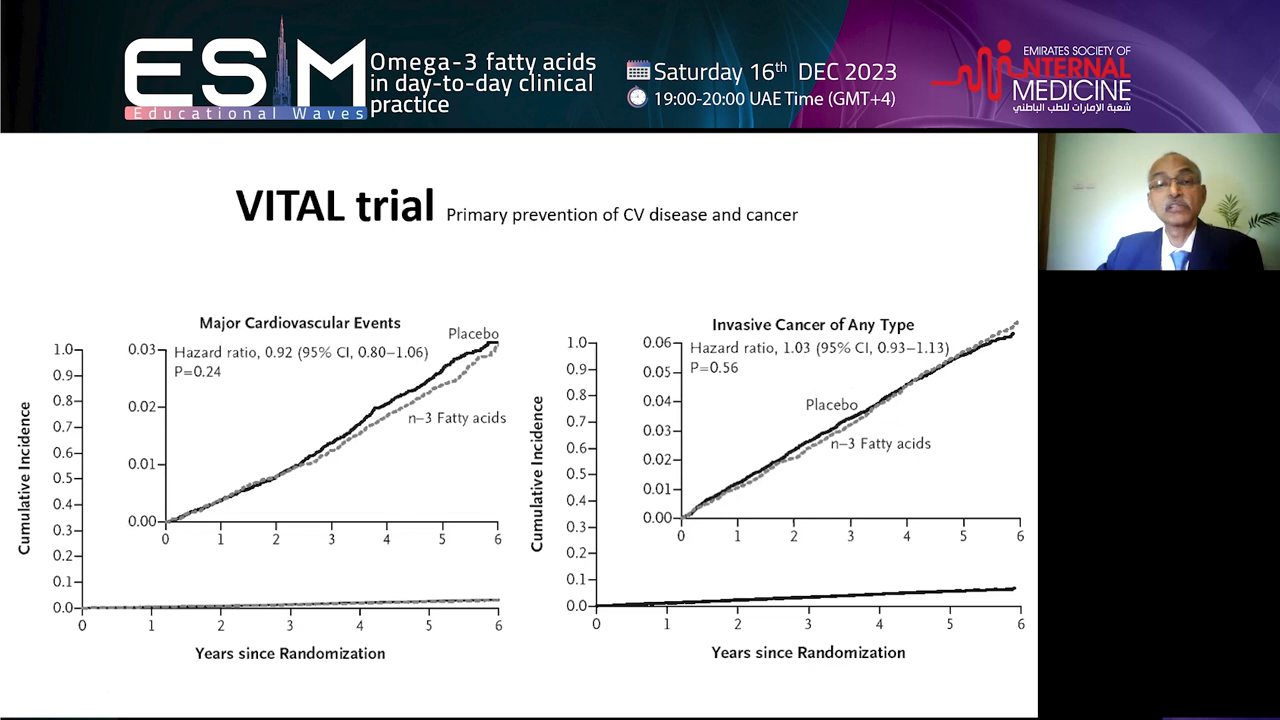 ESIM
Educational Waves
Omega-3 fatty acids
in day-to-day clinical
practice
Saturday 16th DEC 2023
19:00-20:00 UAE Time (GMT+4)
EMIRATES SOCIETY OF
INTERNAL
MEDICINE
شعبة الإمارات للطب الباطني
VITAL trial Primary prevention of CV disease and cancer
Major Cardiovascular Events
Placebo
Hazard ratio, 0.92 (95% CI, 0.80–1.06)
P=0.24
n–3 Fatty acids
0.03
0.02
0.01
0.00
0 1 2 3 4 5 6
Cumulative Incidence
1.0
0.9
0.8
0.7
0.6
0.5
0.4
0.3
0.2
0.1
0.0
0 1 2 3 4 5 6
Years since Randomization
Invasive Cancer of Any Type
Hazard ratio, 1.03 (95% CI, 0.93–1.13)
P=0.56
Placebo
n–3 Fatty acids
0.06
0.05
0.04
0.03
0.02
0.01
0.00
0 1 2 3 4 5 6
Cumulative Incidence
1.0
0.9
0.8
0.7
0.6
0.5
0.4
0.3
0.2
0.1
0.0
0 1 2 3 4 5 6
Years since Randomization